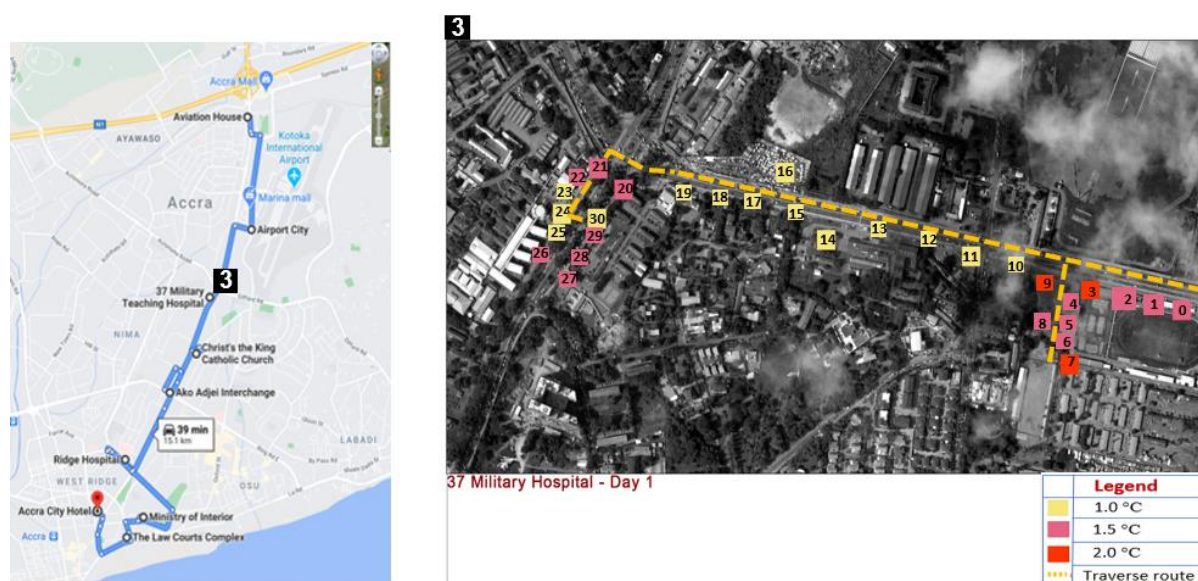 3
Accra Mall
Aviation House
AYAWASO
Kotoka
International
Airport
Marina mall
Accra
Airport City
3
37 Military
Teaching Hospital
NIMA
Christ's the King
Catholic Church
Ako Adjei Interchange
39 min
15.1 km
LABADI
Ridge Hospital
WEST RIDGE
OSU
Accra City Hotel
Ministry of Interior
Accra
The Law Courts Complex
21
22
20
23
24
30
25
29
26
28
27
19
18
17
16
15
14
13
12
11
10
9
3
2
1
0
4
8
5
6
7
37 Military Hospital - Day 1
Legend
1.0 °C
1.5 °C
2.0 °C
Traverse route